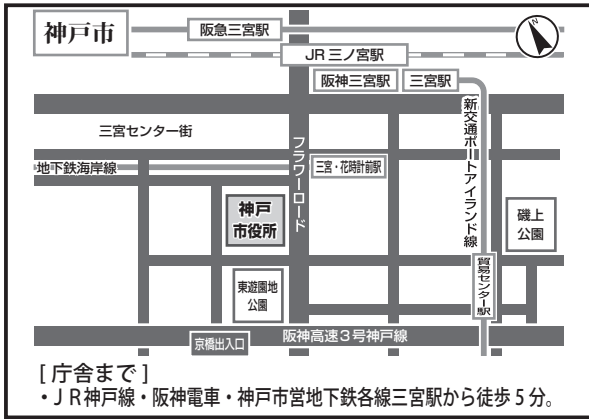 神戸市
阪急三宮駅
N
JR三ノ宮駅
阪神三宮駅
三宮駅
三宮センター街
フラワーロード
新交通ポートアイランド線
地下鉄海岸線
三宮・花時計前駅
神戸
市役所
磯上
公園
東遊園地
公園
貿易センター駅
阪神高速3号神戸線
京橋出入口
[庁舎まで]
・JR神戸線・阪神電車・神戸市営地下鉄各線三宮駅から徒歩5分。